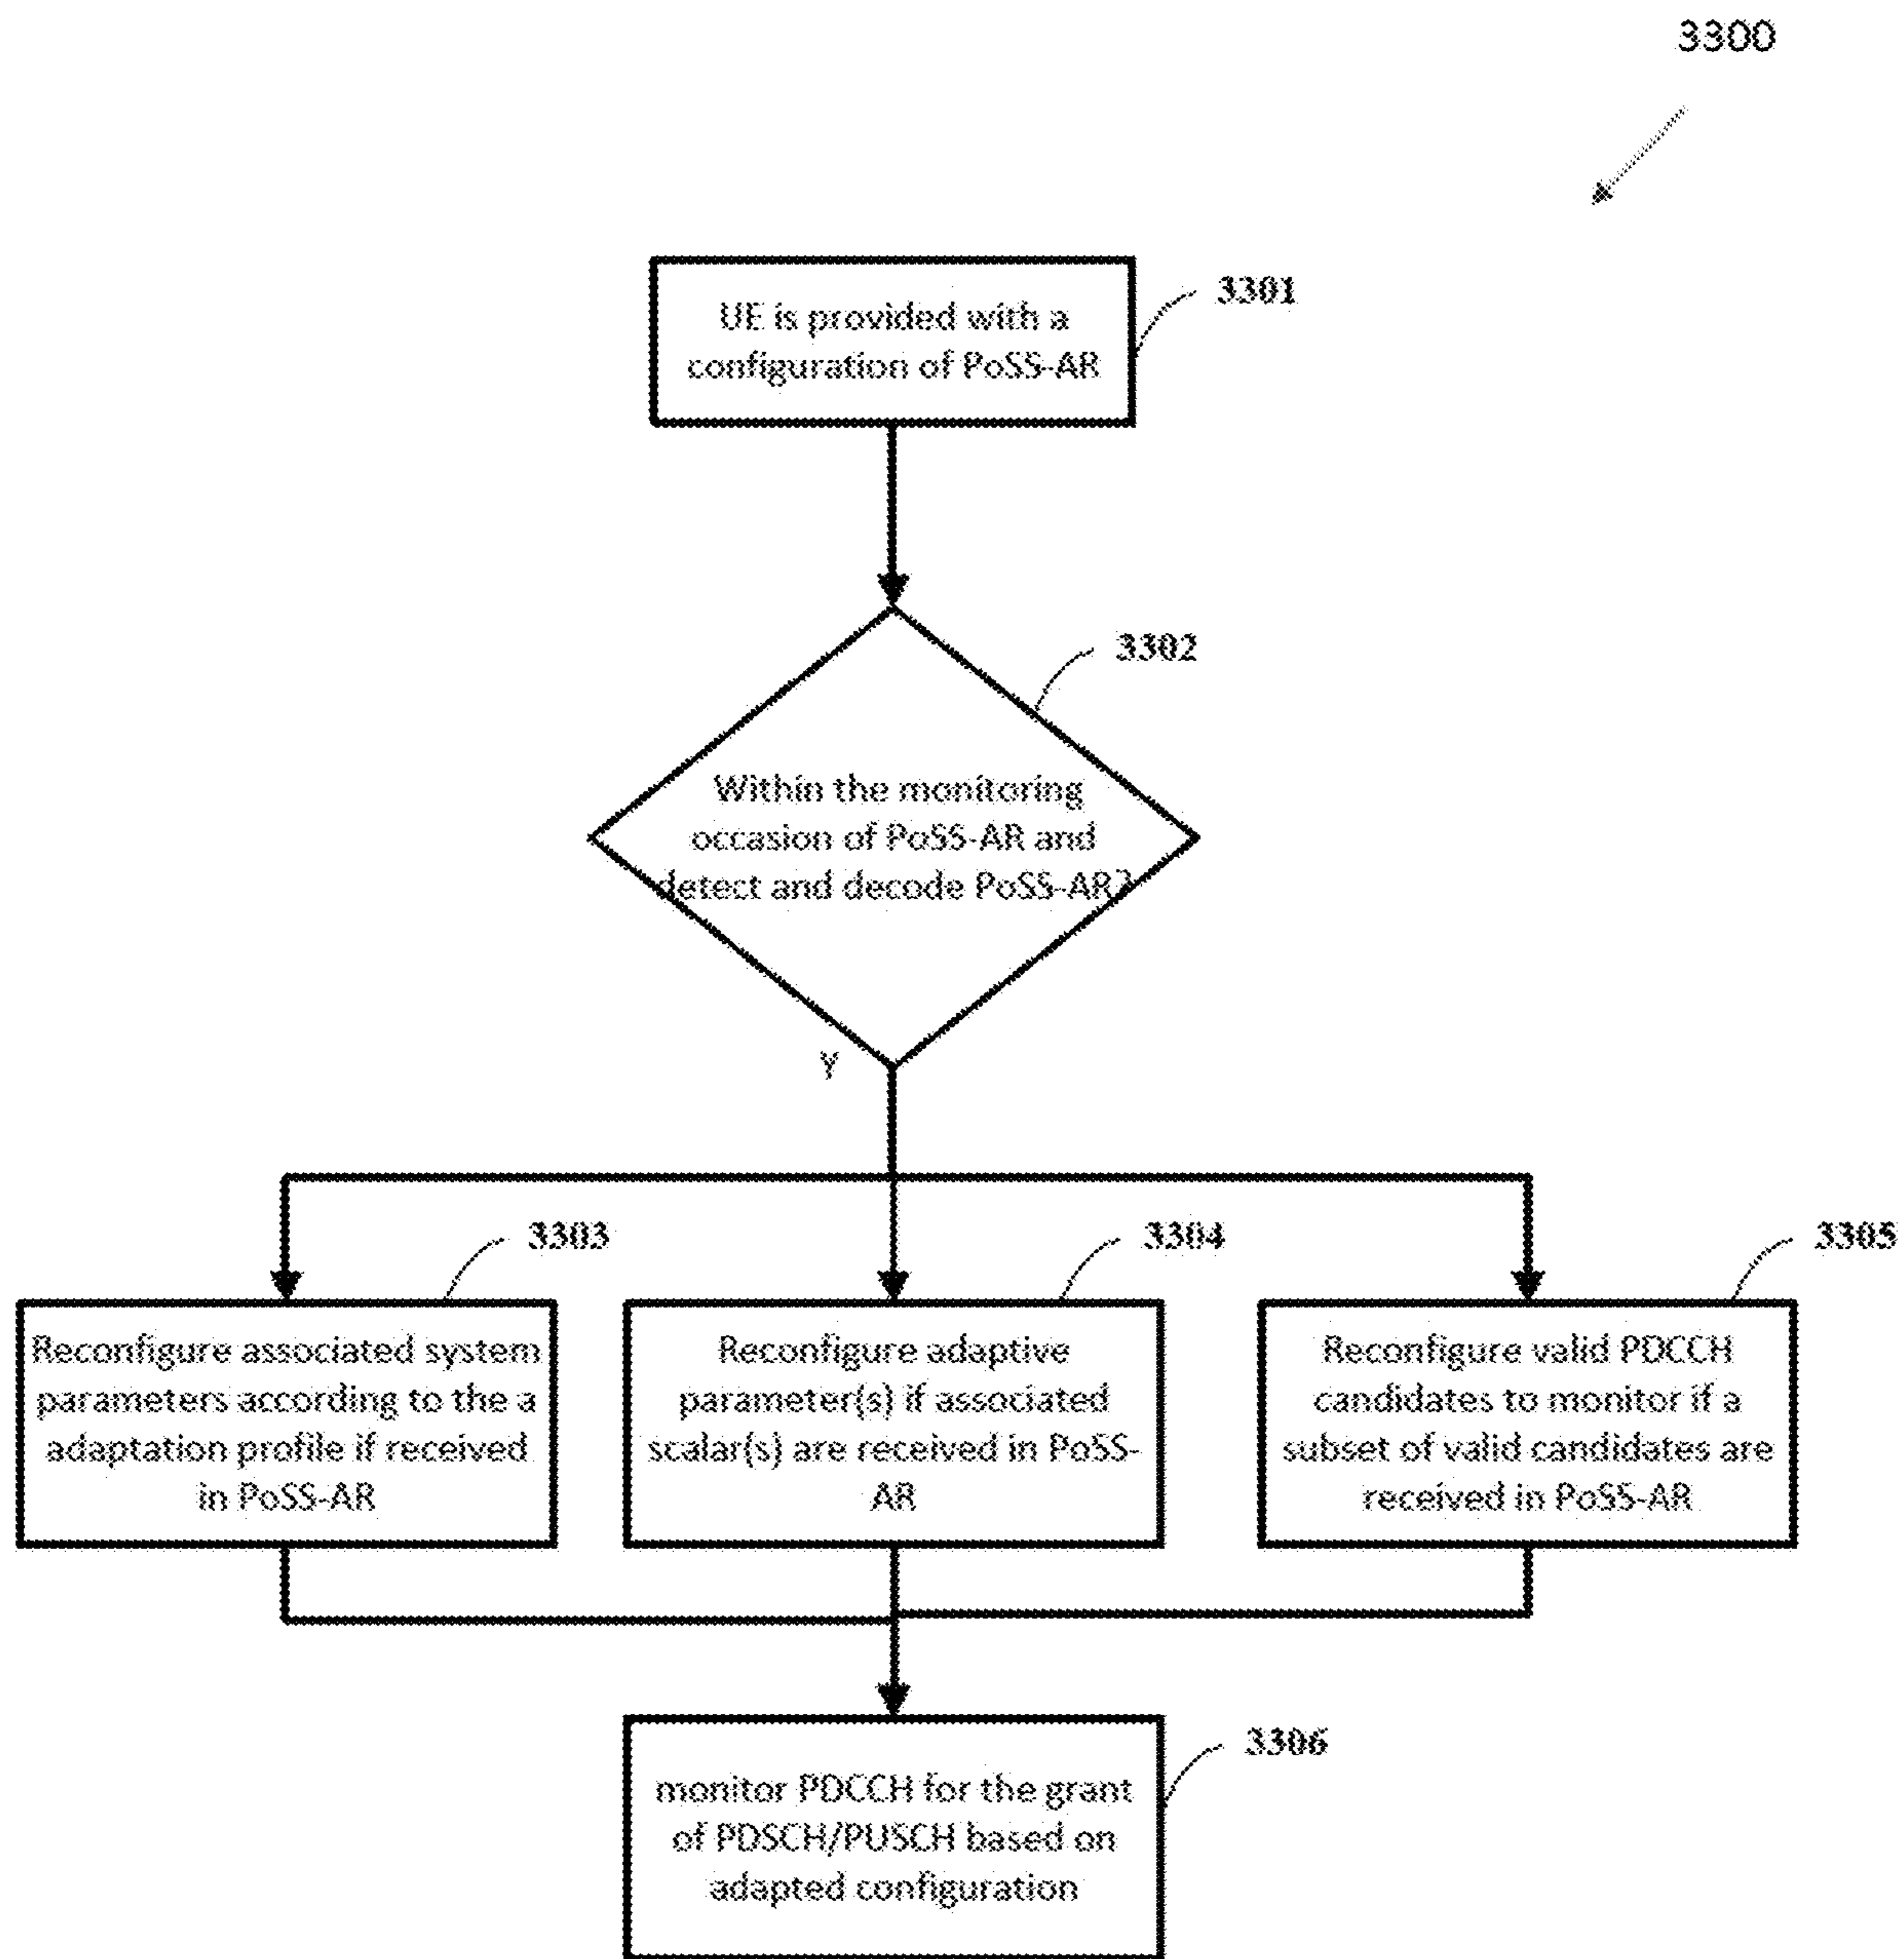 3300
UE is provided with a
configuration of PoSS-AR
3301
3302
Within the monitoring
occasion of PoSS-AR and
detect and decode PoSS-AR?
Y
3303
3304
3305
Reconfigure associated system
parameters according to the a
adaptation profile if received
in PoSS-AR
Reconfigure adaptive
parameter(s) if associated
scalar(s) are received in PoSS-
AR
Reconfigure valid PDCCH
candidates to monitor if a
subset of valid candidates are
received in PoSS-AR
3306
monitor PDCCH for the grant
of PDSCH/PUSCH based on
adapted configuration